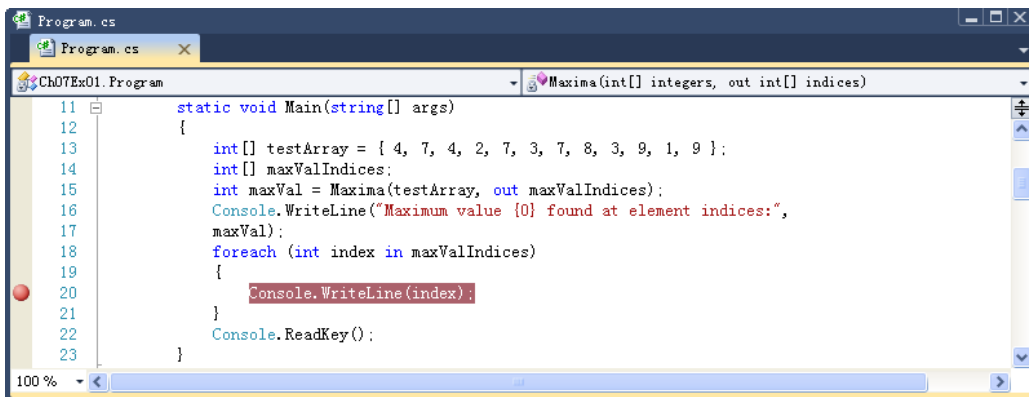 Program.cs
Program.cs
Ch07Ex01.Program Maxima(int[] integers, out int[] indices)
11 static void Main(string[] args)
12 {
13 int[] testArray = { 4, 7, 4, 2, 7, 3, 7, 8, 3, 9, 1, 9 };
14 int[] maxValIndices;
15 int maxVal = Maxima(testArray, out maxValIndices);
16 Console.WriteLine("Maximum value {0} found at element indices:",
17 maxVal);
18 foreach (int index in maxValIndices)
19 {
20 Console.WriteLine(index);
21 }
22 Console.ReadKey();
23 }
100 %